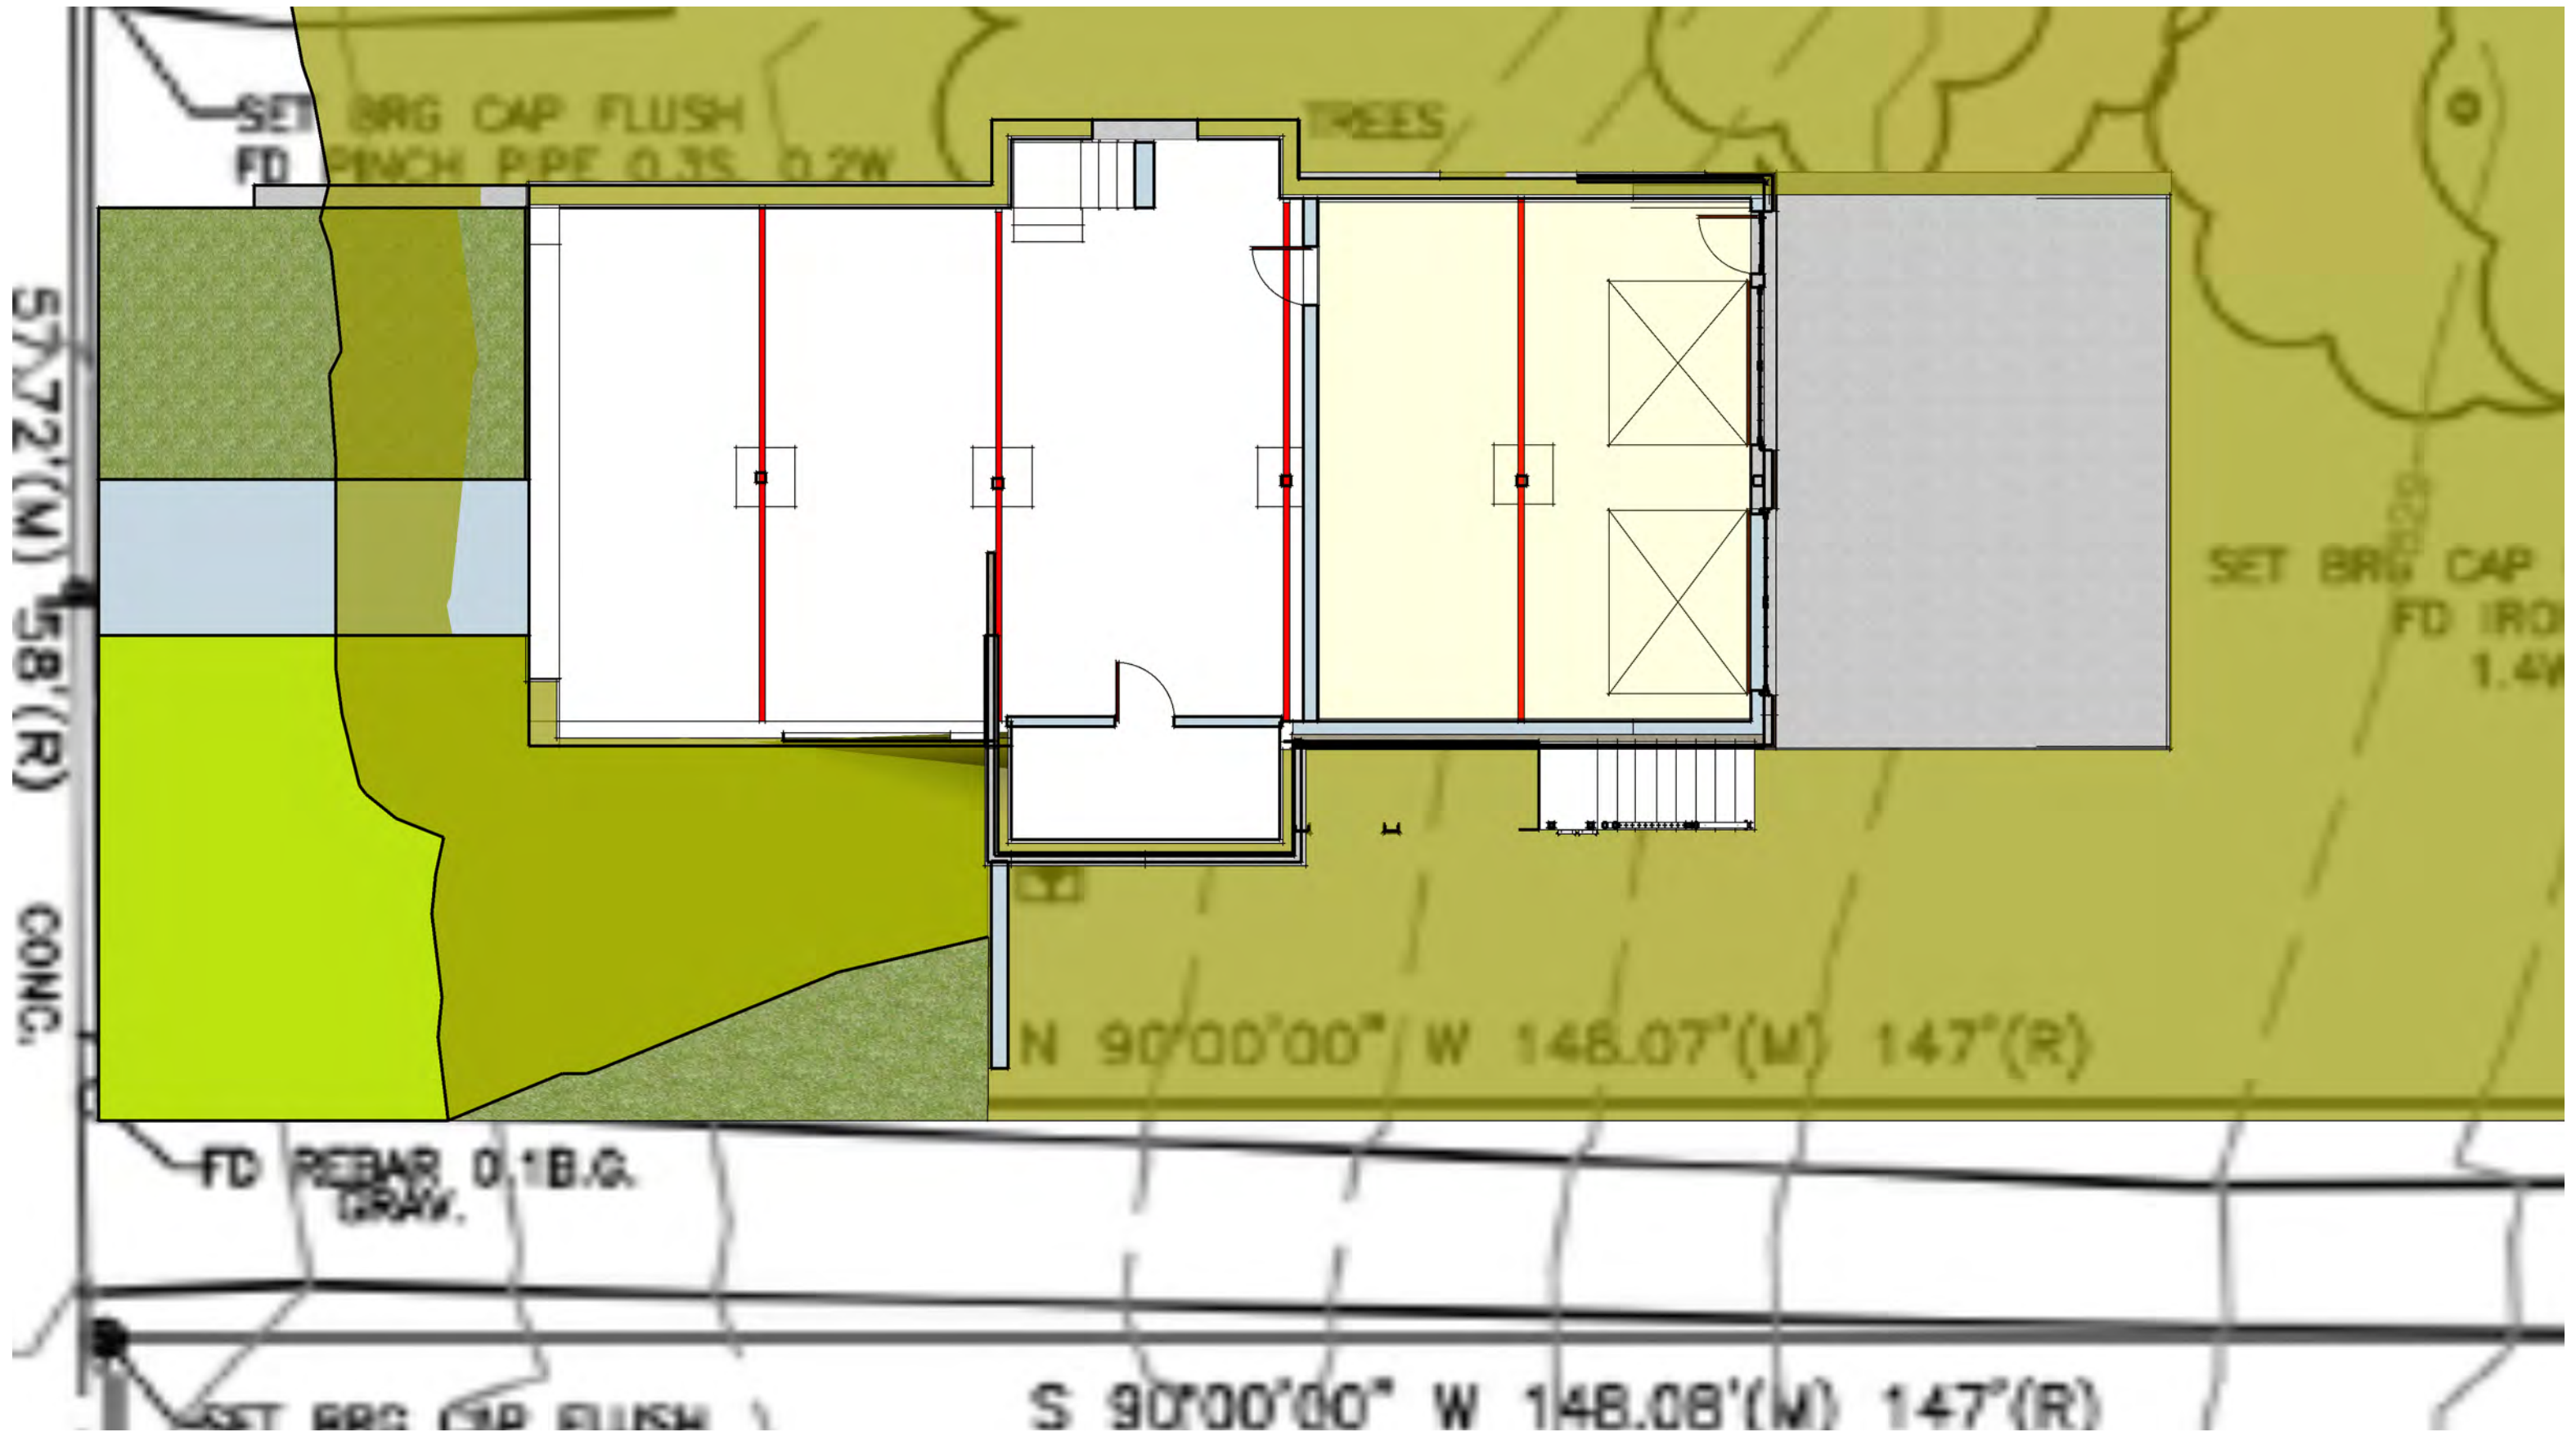 SET BRG CAP FLUSH
FD PINCH PIPE 0.3S. 0.2W
TREES
57.72'(M) 58'(R)
CONC.
SET BRG CAP
FD IRO
1.4W
N 90°00'00" W 148.07'(M) 147'(R)
FD REBAR 0.1B.G.
GRAV.
S 90°00'00" W 148.08'(M) 147'(R)
SET BRG CAP FLUSH